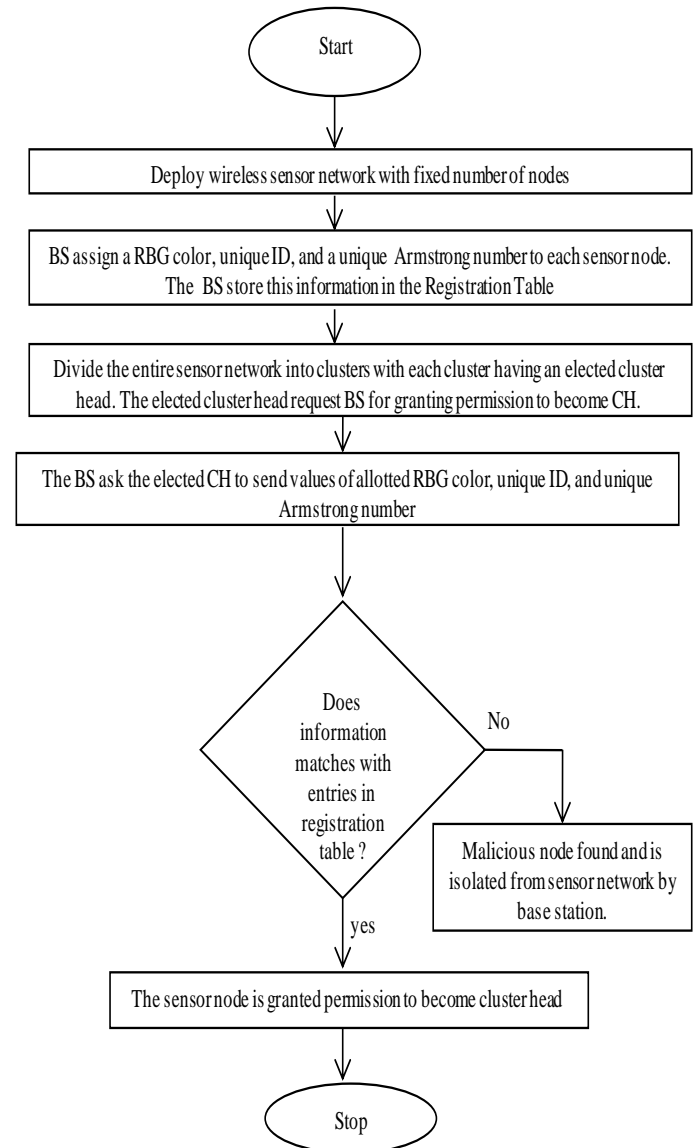 Start
Deploy wireless sensor network with fixed number of nodes
BS assign a RBG color, unique ID, and a unique Armstrong number to each sensor node.
The BS store this information in the Registration Table
Divide the entire sensor network into clusters with each cluster having an elected cluster
head. The elected cluster head request BS for granting permission to become CH.
The BS ask the elected CH to send values of allotted RBG color, unique ID, and unique
Armstrong number
Does
information
matches with
entries in
registration
table ?
No
Malicious node found and is
isolated from sensor network by
base station.
yes
The sensor node is granted permission to become cluster head
Stop